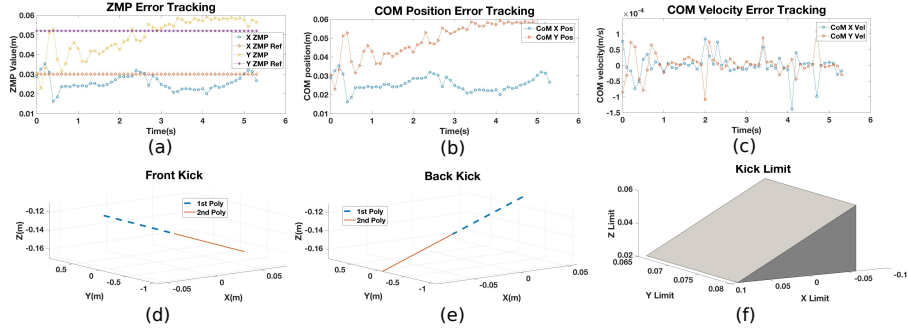 ZMP Error Tracking
ZMP Value(m)
0.06
0.05
0.04
0.03
0.02
0.01
0 1 2 3 4 5 6
Time(s)
X ZMP
X ZMP Ref
Y ZMP
Y ZMP Ref
(a)
COM Position Error Tracking
COM position(m)
0.06
0.05
0.04
0.03
0.02
0.01
0 1 2 3 4 5 6
Time(s)
CoM X Pos
CoM Y Pos
(b)
COM Velocity Error Tracking
×10-4
COM velocity(m/s)
1
0.5
0
-0.5
-1
-1.5
0 1 2 3 4 5 6
Time(s)
CoM X Vel
CoM Y Vel
(c)
Front Kick
Z(m)
-0.12
-0.14
-0.16
0.5
0
-0.5
-1
Y(m)
-0.05
0
0.05
X(m)
1st Poly
2nd Poly
(d)
Back Kick
Z(m)
-0.12
-0.14
-0.16
0.5
0
-0.5
-1
Y(m)
-0.05
0
0.05
X(m)
1st Poly
2nd Poly
(e)
Kick Limit
Z Limit
0.06
0.04
0.02
0.065
0.07
0.075
0.08
Y Limit
0.1
0.05
0
-0.05
-0.1
X Limit
(f)